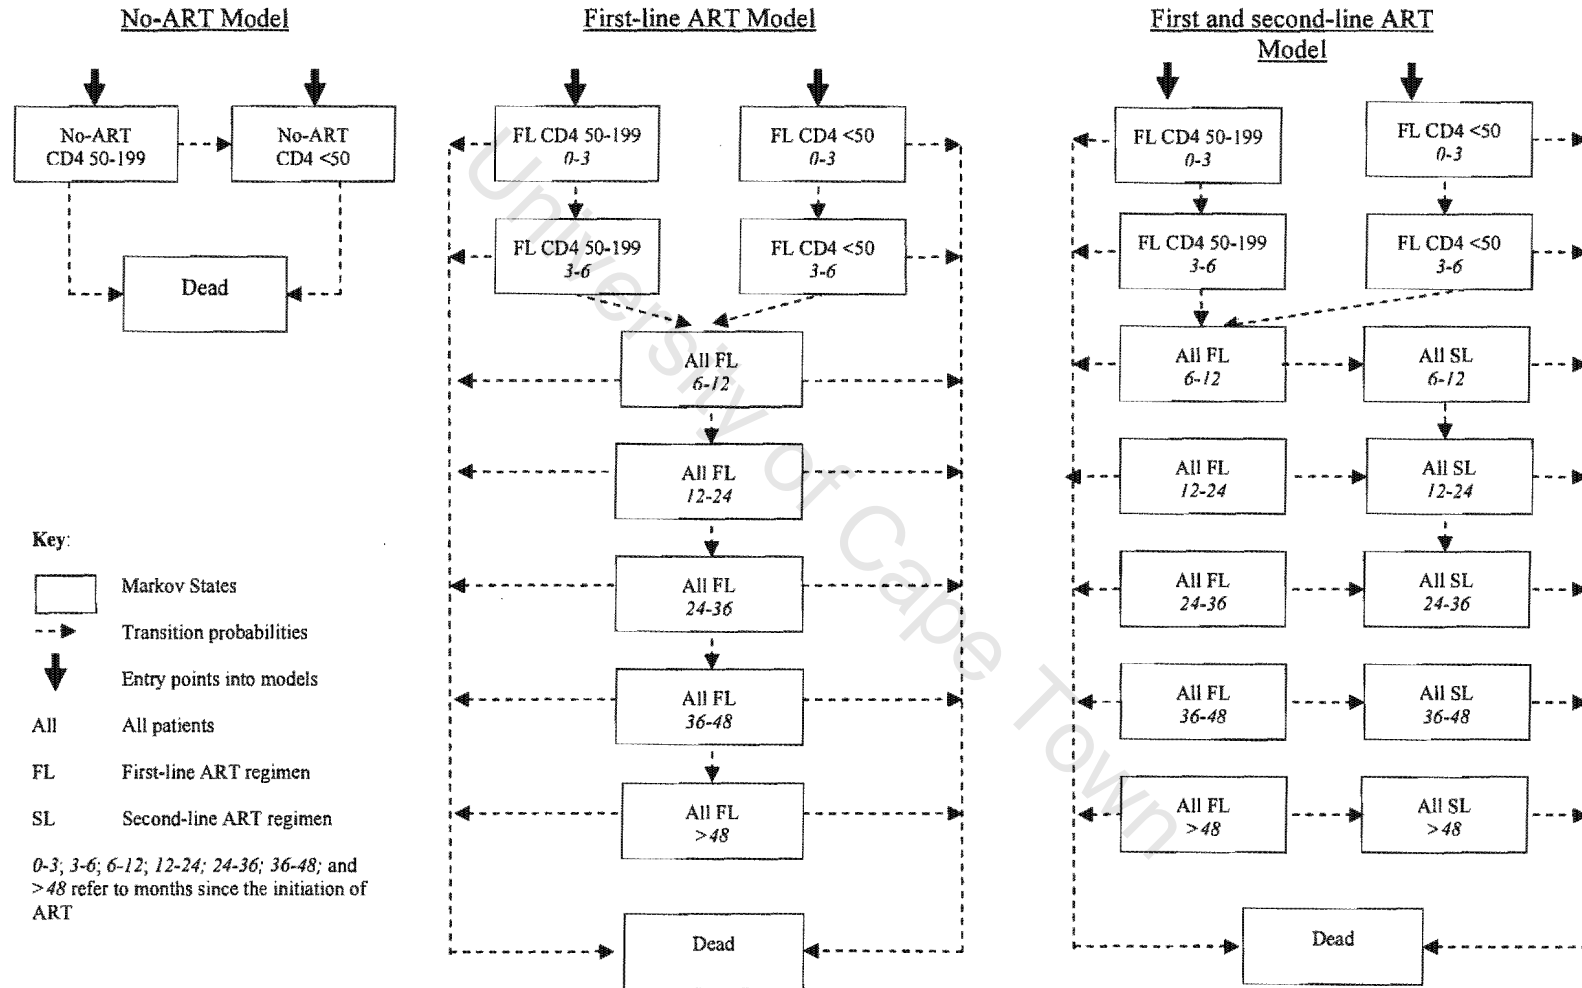 No-ART Model
No-ART
CD4 50-199
No-ART
CD4 <50
Dead
First-line ART Model
FL CD4 50-199
0-3
FL CD4 <50
0-3
FL CD4 50-199
3-6
FL CD4 <50
3-6
All FL
6-12
All FL
12-24
All FL
24-36
All FL
36-48
All FL
>48
Dead
First and second-line ART
Model
FL CD4 50-199
0-3
FL CD4 <50
0-3
FL CD4 50-199
3-6
FL CD4 <50
3-6
All FL
6-12
All SL
6-12
All FL
12-24
All SL
12-24
All FL
24-36
All SL
24-36
All FL
36-48
All SL
36-48
All FL
>48
All SL
>48
Dead
Key:
Markov States
Transition probabilities
Entry points into models
All All patients
FL First-line ART regimen
SL Second-line ART regimen
0-3; 3-6; 6-12; 12-24; 24-36; 36-48; and
>48 refer to months since the initiation of
ART
University of Cape Town